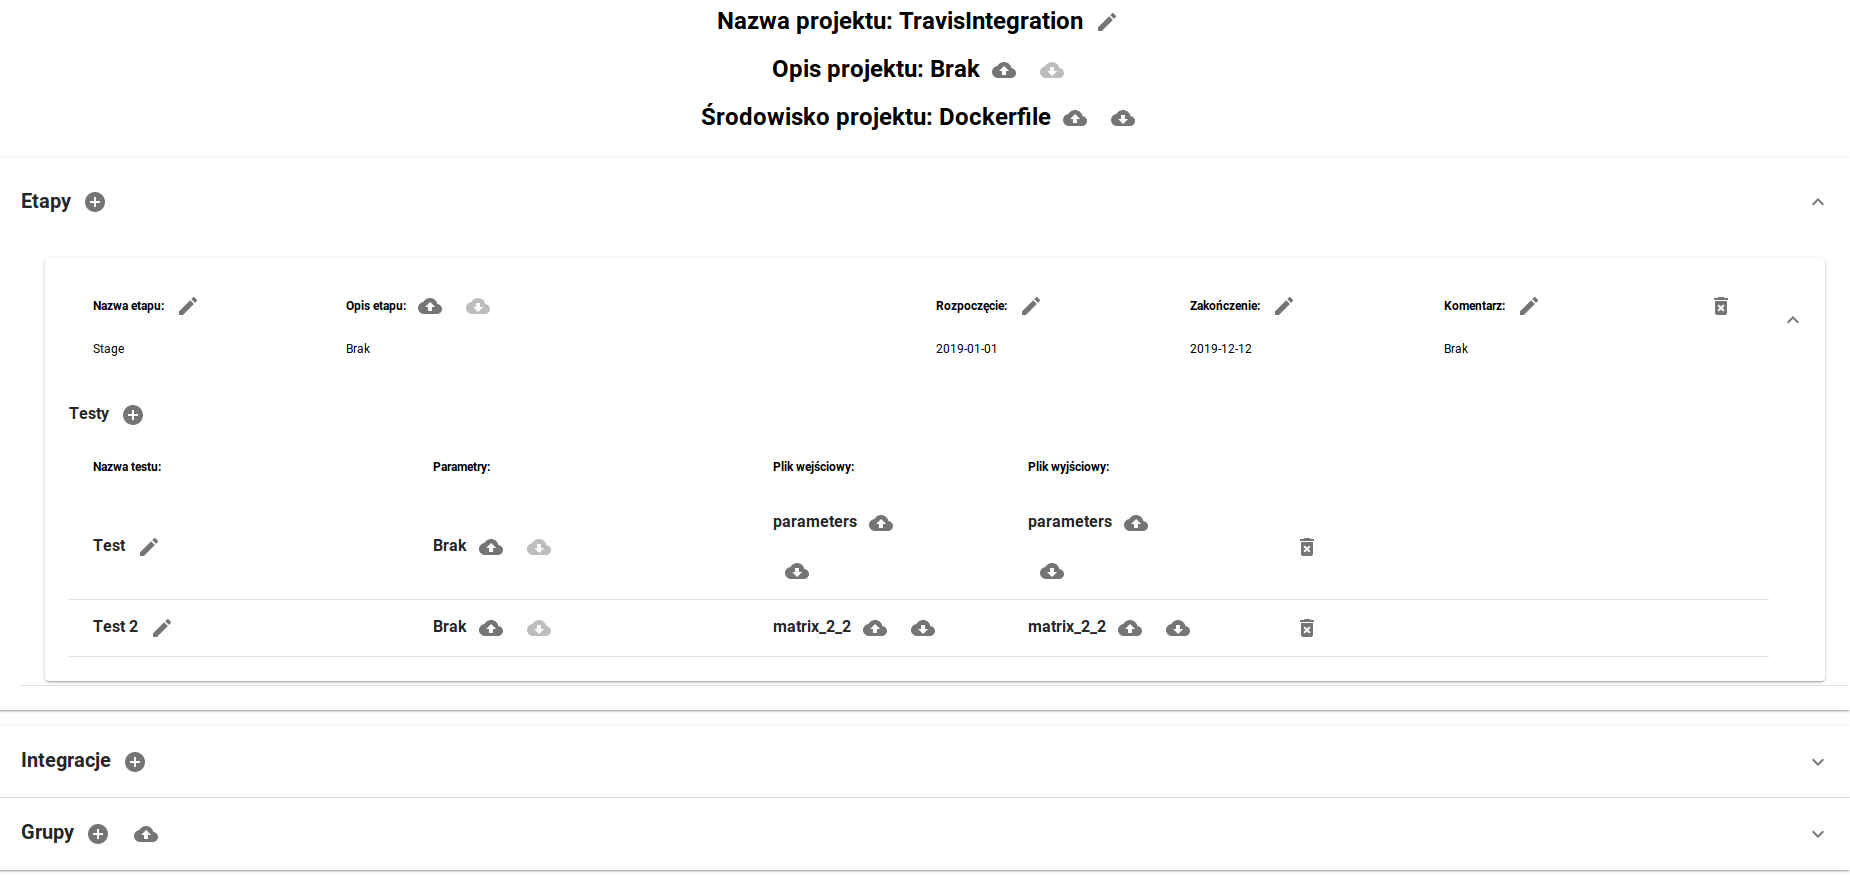 Nazwa projektu: TravisIntegration
Opis projektu: Brak
Środowisko projektu: Dockerfile
Etapy
Nazwa etapu: Opis etapu: Rozpoczęcie: Zakończenie: Komentarz:
Stage Brak 2019-01-01 2019-12-12 Brak
Testy
Nazwa testu: Parametry: Plik wejściowy: Plik wyjściowy:
Test Brak parameters parameters
Test 2 Brak matrix_2_2 matrix_2_2
Integracje
Grupy